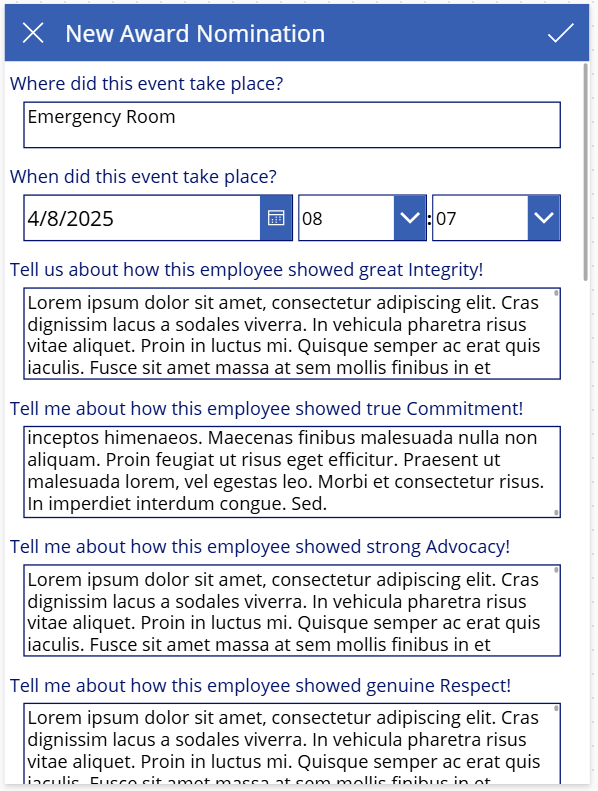 New Award Nomination
Where did this event take place?
Emergency Room
When did this event take place?
4/8/2025 08 : 07
Tell us about how this employee showed great Integrity!
Lorem ipsum dolor sit amet, consectetur adipiscing elit. Cras
dignissim lacus a sodales viverra. In vehicula pharetra risus
vitae aliquet. Proin in luctus mi. Quisque semper ac erat quis
iaculis. Fusce sit amet massa at sem mollis finibus in et
Tell me about how this employee showed true Commitment!
inceptos himenaeos. Maecenas finibus malesuada nulla non
aliquam. Proin feugiat ut risus eget efficitur. Praesent ut
malesuada lorem, vel egestas leo. Morbi et consectetur risus.
In imperdiet interdum congue. Sed.
Tell me about how this employee showed strong Advocacy!
Lorem ipsum dolor sit amet, consectetur adipiscing elit. Cras
dignissim lacus a sodales viverra. In vehicula pharetra risus
vitae aliquet. Proin in luctus mi. Quisque semper ac erat quis
iaculis. Fusce sit amet massa at sem mollis finibus in et
Tell me about how this employee showed genuine Respect!
Lorem ipsum dolor sit amet, consectetur adipiscing elit. Cras
dignissim lacus a sodales viverra. In vehicula pharetra risus
vitae aliquet. Proin in luctus mi. Quisque semper ac erat quis
iaculis. Fusce sit amet massa at sem mollis finibus in et